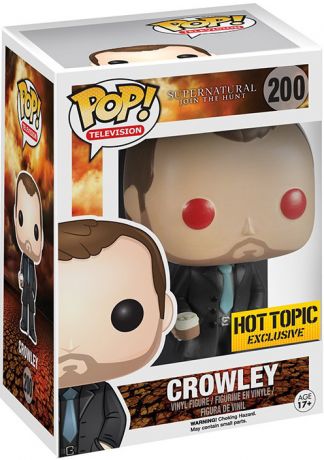 POP!
TELEVISION
SUPERNATURAL
JOIN THE HUNT
200
POP!
TELEVISION
HOT TOPIC
EXCLUSIVE
CROWLEY
VINYL FIGURE / FIGURINE EN VINYLE /
FIGURA DE VINIL
AGE
17+
WARNING! Choking Hazard.
May contain small parts.
200